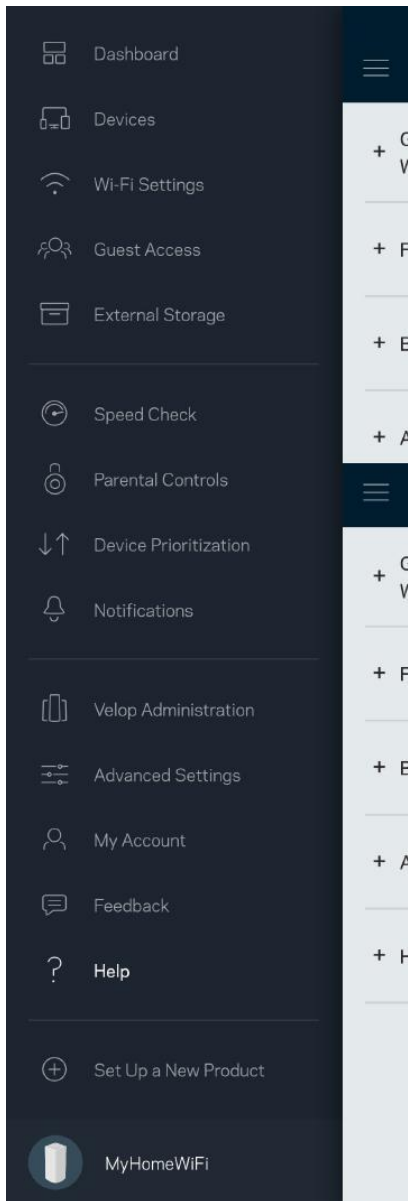 Dashboard
Devices
Wi-Fi Settings
Guest Access
External Storage
Speed Check
Parental Controls
Device Prioritization
Notifications
Velop Administration
Advanced Settings
My Account
Feedback
Help
Set Up a New Product
MyHomeWiFi